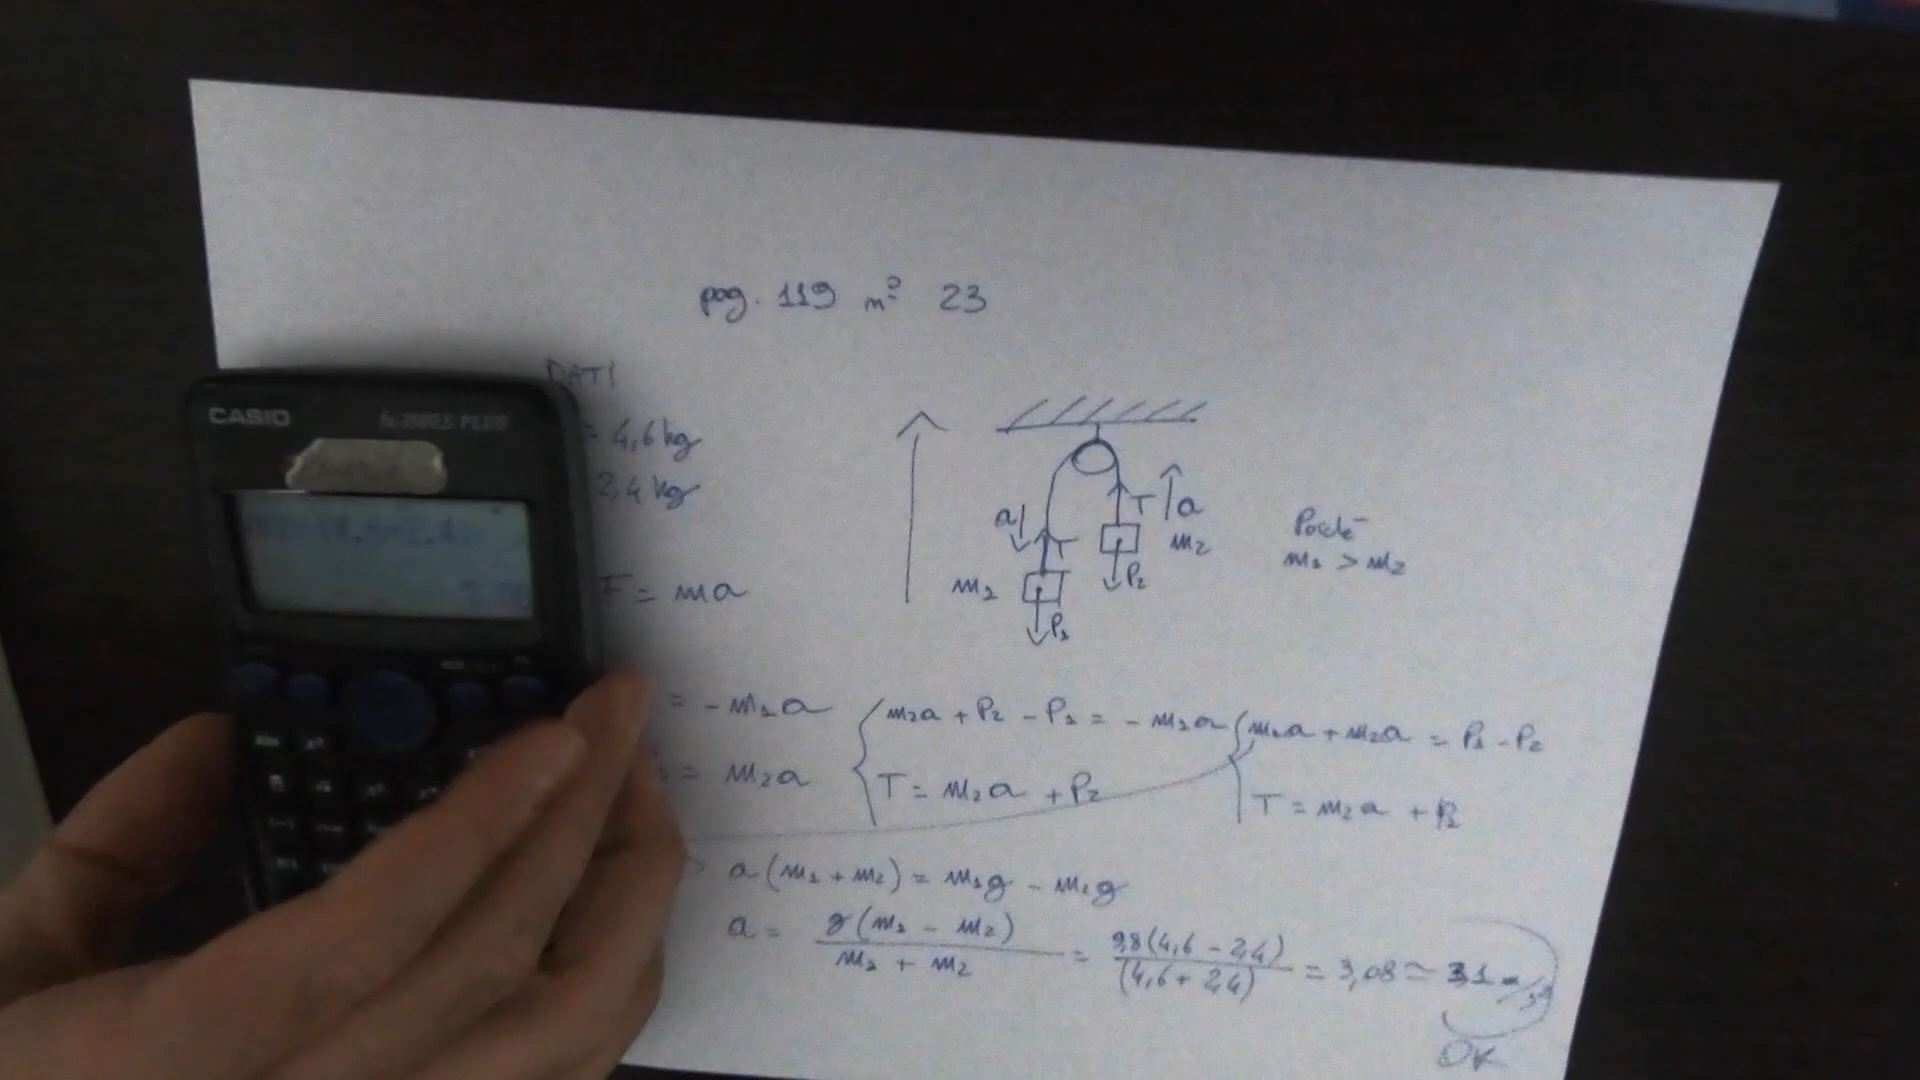 pag. 119 n° 23
DATI
= 4,6 kg
2,4 kg
CASIO
F = ma
a T T a
m2
m1
P2
P1
m1 > m2
= - m1a
m2a + P2 - P1 = - m1a
m1a + m2a = P1 - P2
= m2a
T = m2a + P2
T = m2a + P2
a (m1 + m2) = m1g - m2g
a = g (m1 - m2) / m1 + m2 = 9,8 (4,6 - 2,4) / (4,6 + 2,4) = 3,08 ≃ 3,1 m/s²
OK